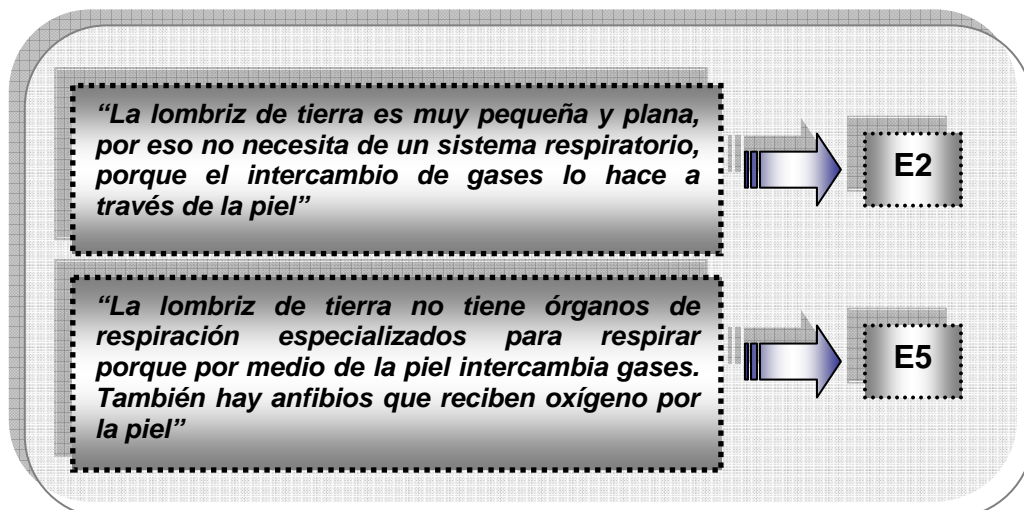 “La lombriz de tierra es muy pequeña y plana,
por eso no necesita de un sistema respiratorio,
porque el intercambio de gases lo hace a
través de la piel”
E2
“La lombriz de tierra no tiene órganos de
respiración especializados para respirar
porque por medio de la piel intercambia gases.
También hay anfibios que reciben oxígeno por
la piel”
E5